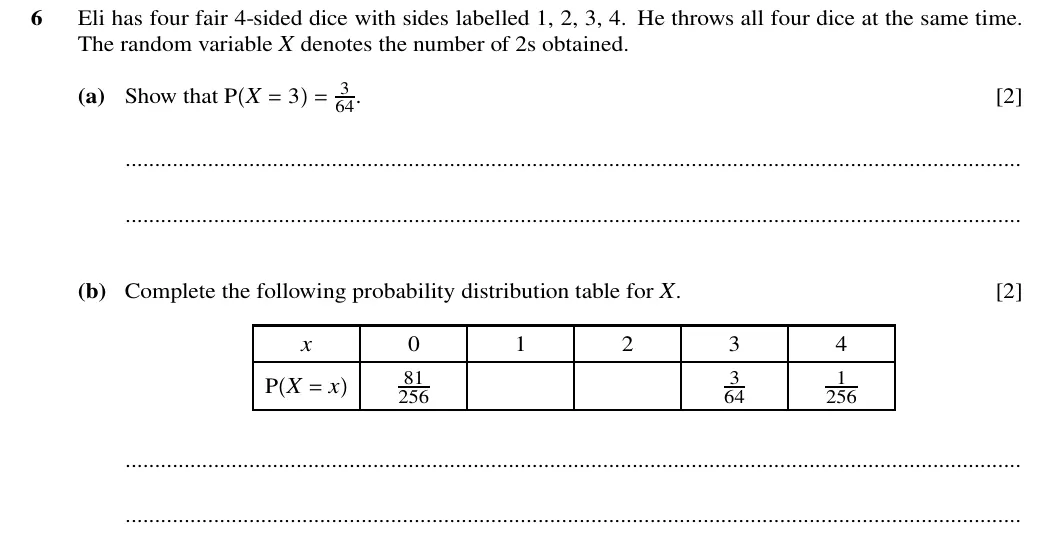 6 Eli has four fair 4-sided dice with sides labelled 1, 2, 3, 4. He throws all four dice at the same time.
The random variable X denotes the number of 2s obtained.
(a) Show that P(X = 3) = 3/64. [2]
(b) Complete the following probability distribution table for X. [2]
x 0 1 2 3 4
P(X = x) 81/256 3/64 1/256